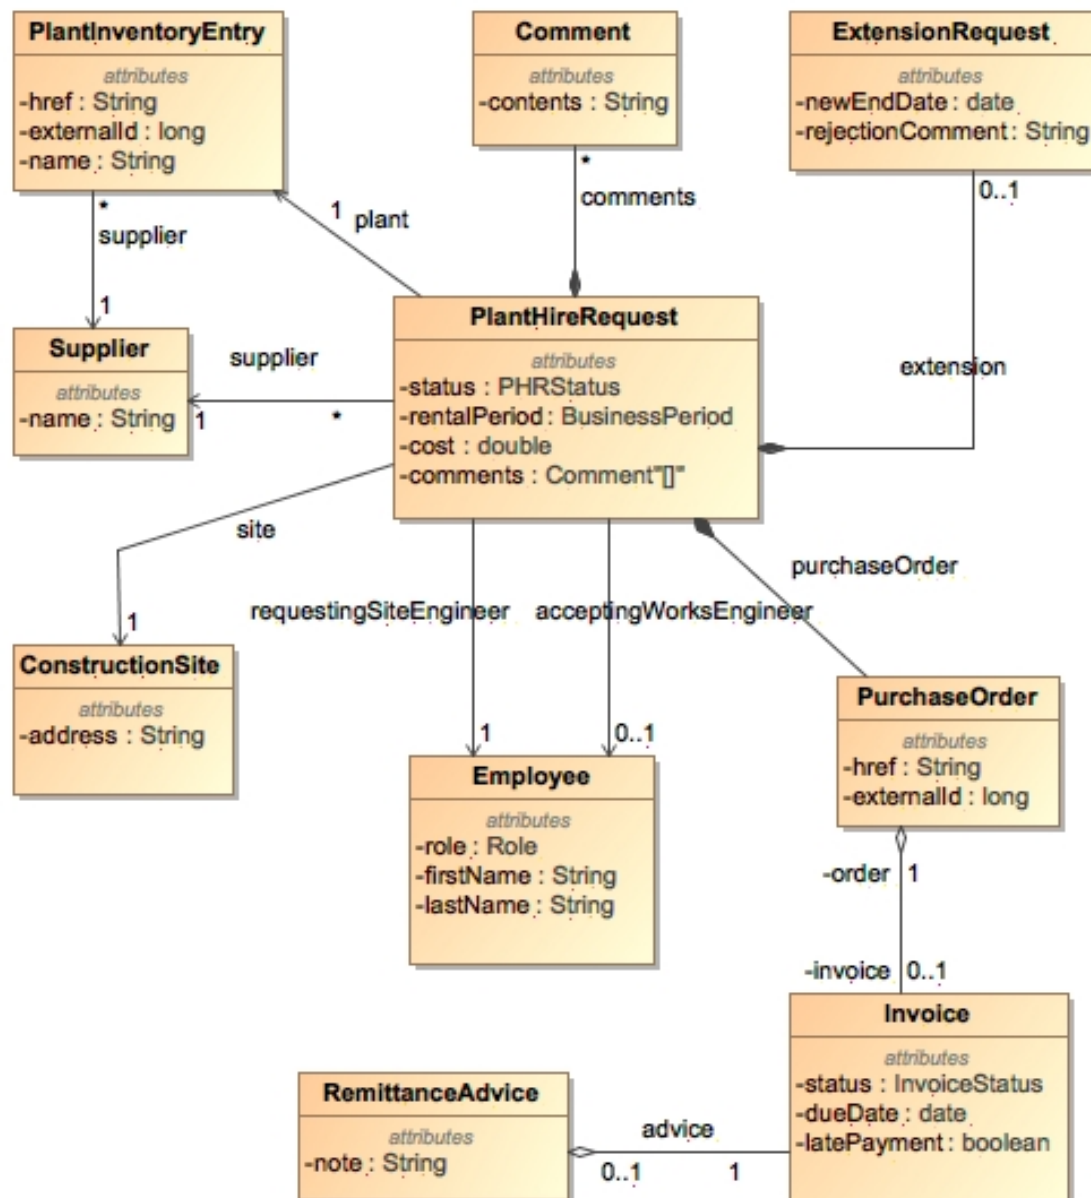 PlantInventoryEntry
attributes
-href : String
-externalId : long
-name : String
Comment
attributes
-contents : String
ExtensionRequest
attributes
-newEndDate : date
-rejectionComment : String
*
supplier
1
1
plant
*
comments
0..1
extension
Supplier
attributes
-name : String
supplier
1
*
PlantHireRequest
attributes
-status : PHRStatus
-rentalPeriod : BusinessPeriod
-cost : double
-comments : Comment"[]"
site
1
requestingSiteEngineer
1
acceptingWorksEngineer
0..1
purchaseOrder
ConstructionSite
attributes
-address : String
Employee
attributes
-role : Role
-firstName : String
-lastName : String
PurchaseOrder
attributes
-href : String
-externalId : long
-order
1
-invoice
0..1
Invoice
attributes
-status : InvoiceStatus
-dueDate : date
-latePayment : boolean
RemittanceAdvice
attributes
-note : String
advice
0..1
1